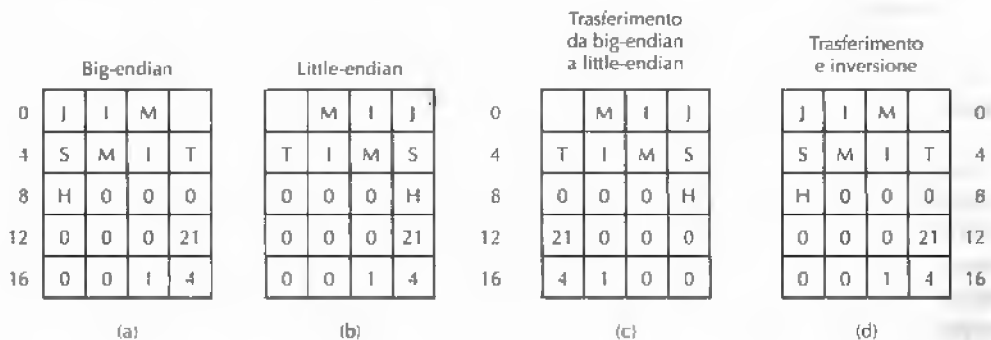 Trasferimento
da big-endian
a little-endian
Trasferimento
e inversione
Big-endian
Little-endian
0 J I M
M I J
0
M I J
J I M 0
4 S M I T
T I M S
4
T I M S
S M I T 4
8 H 0 0 0
0 0 0 H
8
0 0 0 H
H 0 0 0 8
12 0 0 0 21
0 0 0 21
12
21 0 0 0
0 0 0 21 12
16 0 0 1 4
0 0 1 4
16
4 1 0 0
0 0 1 4 16
(a)
(b)
(c)
(d)